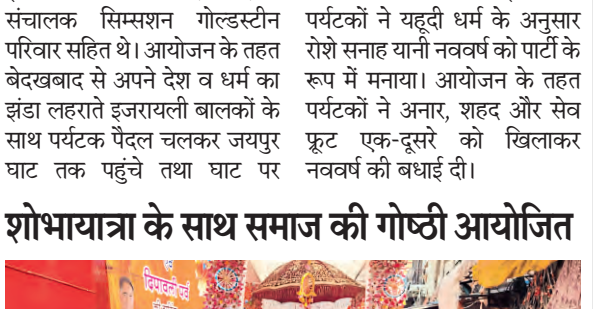 संचालक सिम्सशन गोल्डस्टीन
परिवार सहित थे। आयोजन के तहत
बेदखबाद से अपने देश व धर्म का
झंडा लहराते इजरायली बालकों के
साथ पर्यटक पैदल चलकर जयपुर
घाट तक पहुंचे तथा घाट पर
पर्यटकों ने यहूदी धर्म के अनुसार
रोशे सनाह यानी नववर्ष को पार्टी के
रूप में मनाया। आयोजन के तहत
पर्यटकों ने अनार, शहद और सेव
फ्रूट एक-दूसरे को खिलाकर
नववर्ष की बधाई दी।
शोभायात्रा के साथ समाज की गोष्ठी आयोजित
दिपावली पर्व